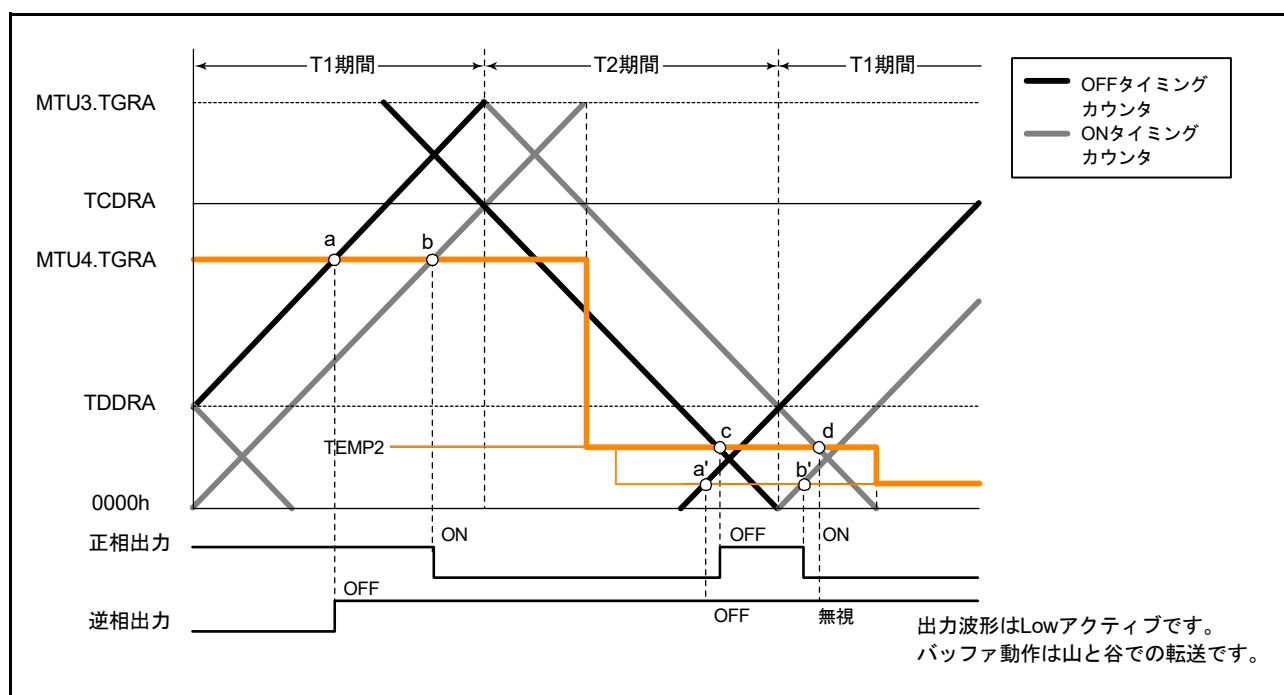 T1期間
T2期間
T1期間
OFFタイミング
カウンタ
ONタイミング
カウンタ
MTU3.TGRA
TCDRA
a
b
MTU4.TGRA
TDDRA
TEMP2
c
d
a'
b'
0000h
正相出力
ON
OFF
ON
逆相出力
OFF
OFF
無視
出力波形はLowアクティブです。
バッファ動作は山と谷での転送です。